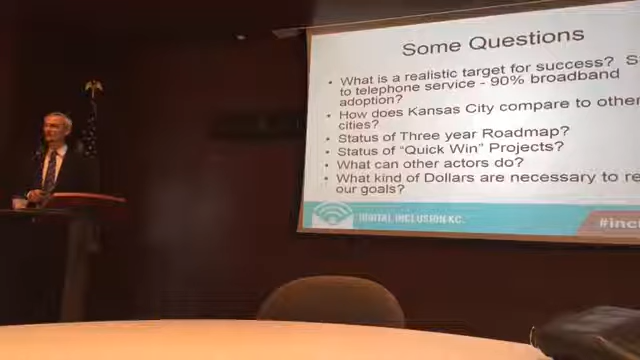 Some Questions
• What is a realistic target for success? S
to telephone service - 90% broadband
adoption?
• How does Kansas City compare to other
cities?
• Status of Three year Roadmap?
• Status of "Quick Win" Projects?
• What can other actors do?
• What kind of Dollars are necessary to re
our goals?
DIGITAL INCLUSION KC
#inc